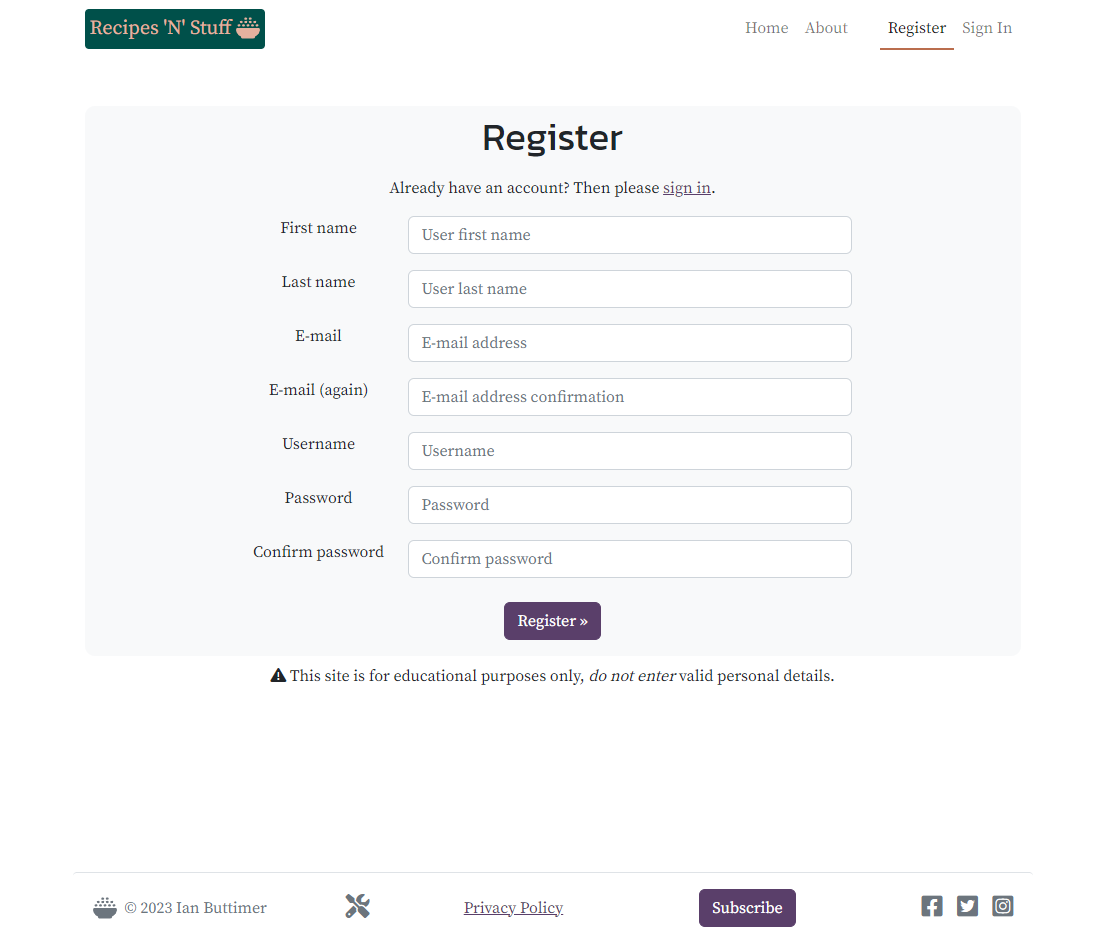 Recipes 'N' Stuff
Home About Register Sign In
Register
Already have an account? Then please sign in.
First name User first name
Last name User last name
E-mail E-mail address
E-mail (again) E-mail address confirmation
Username Username
Password Password
Confirm password Confirm password
Register »
This site is for educational purposes only, do not enter valid personal details.
© 2023 Ian Buttimer Privacy Policy Subscribe